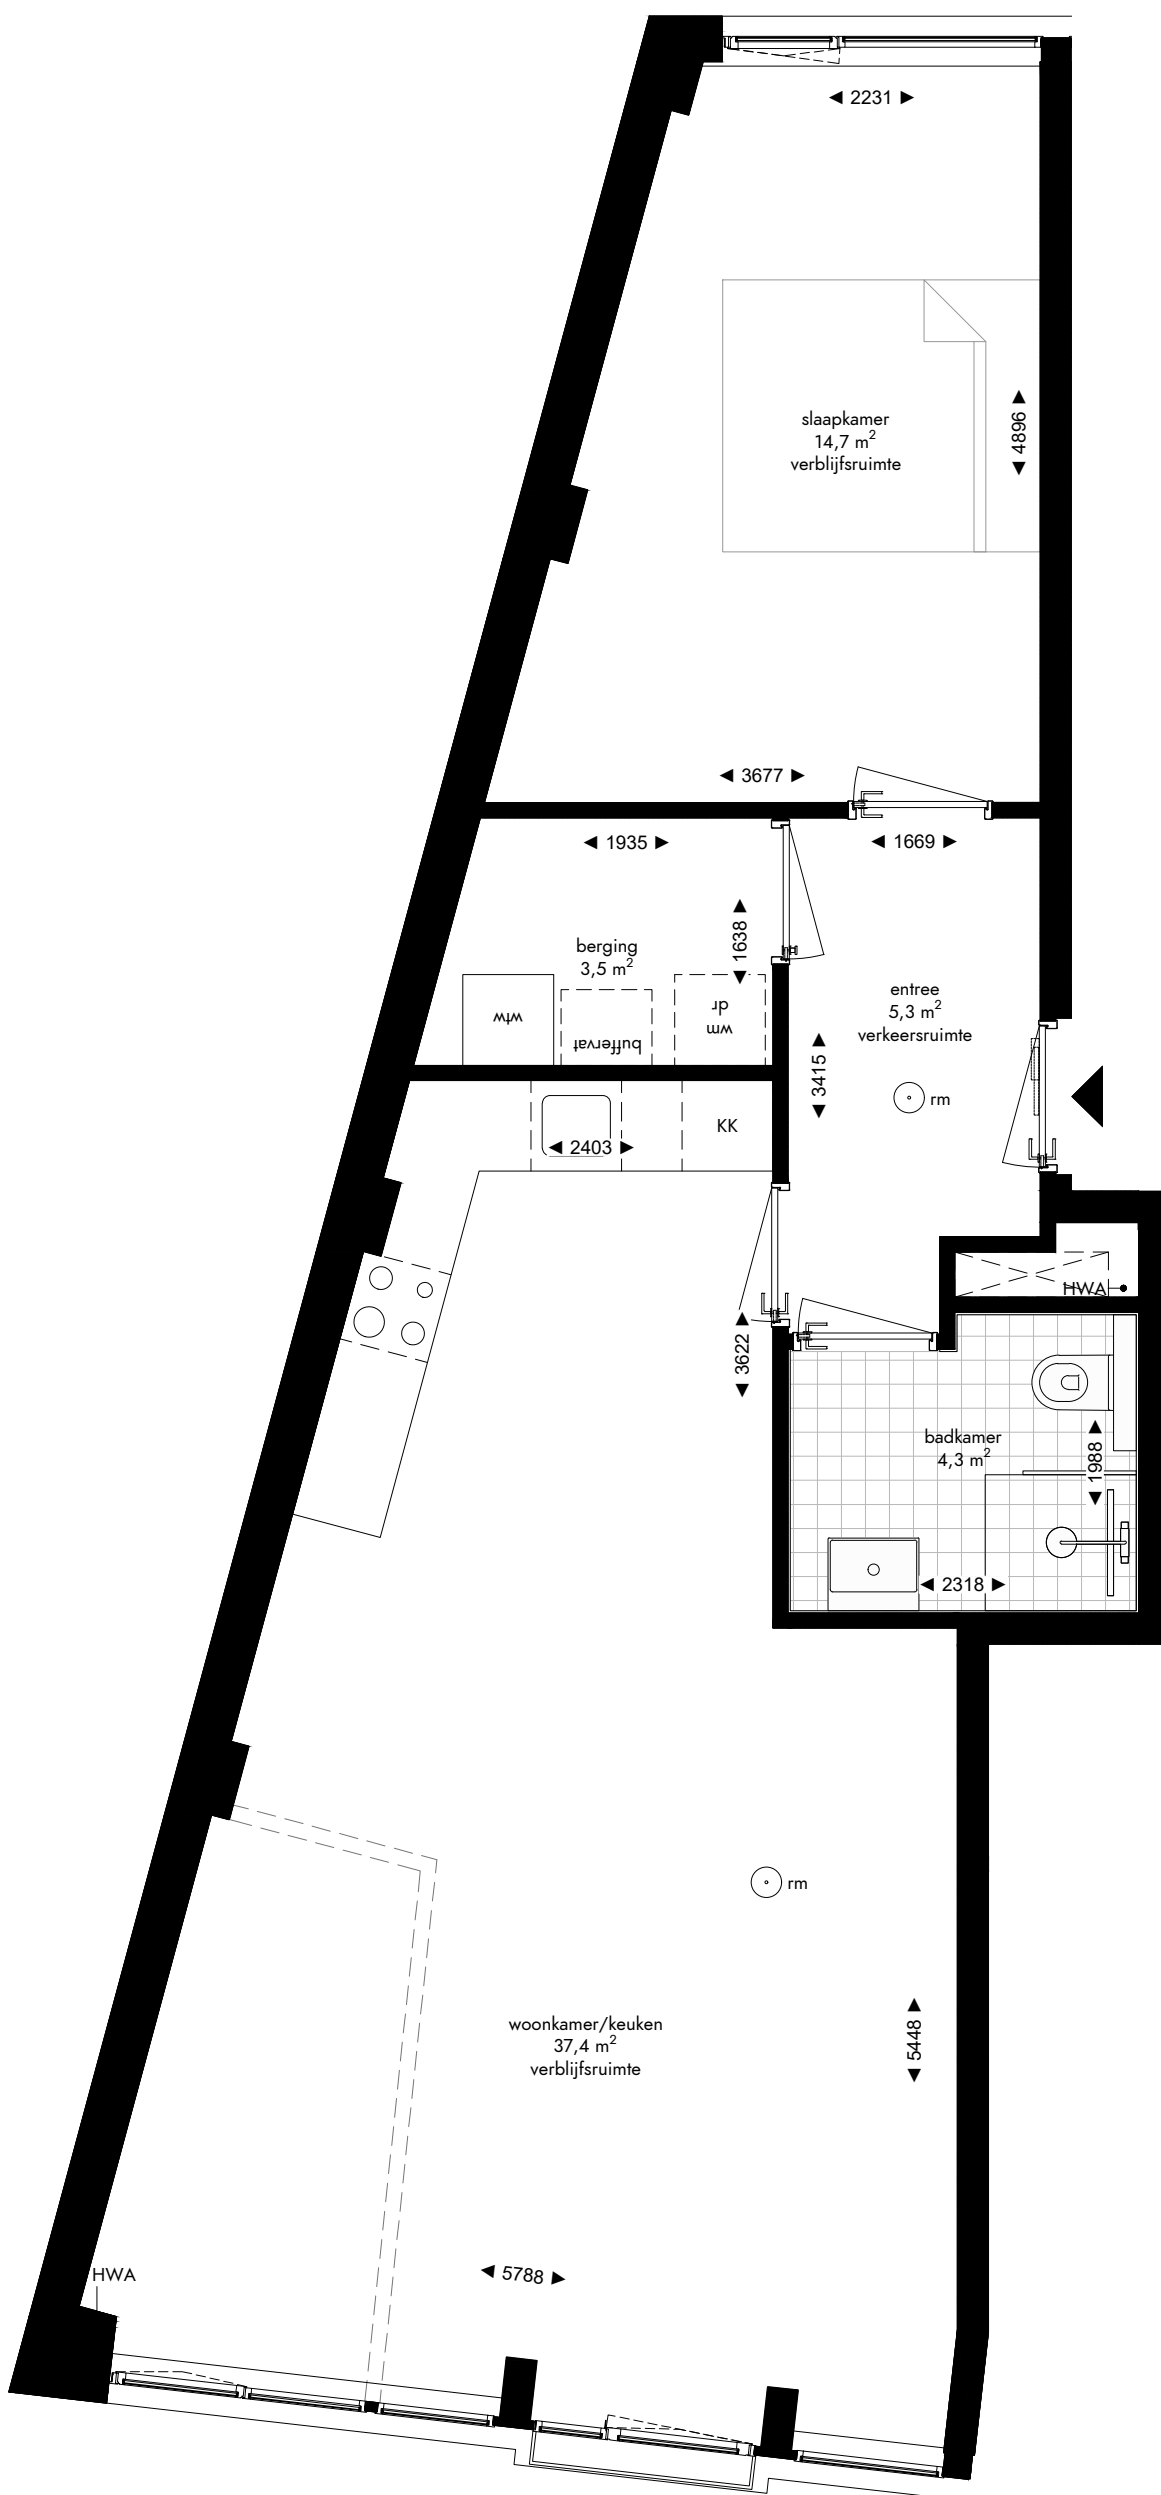 2231
slaapkamer
14,7 m²
verblijfsruimte
4896
3677
1935
1669
berging
3,5 m²
1638
wtw
buffervat
wm
dr
entree
5,3 m²
verkeersruimte
3415
rm
2403
KK
HWA
3622
badkamer
4,3 m²
1988
2318
rm
woonkamer/keuken
37,4 m²
verblijfsruimte
5448
HWA
5788